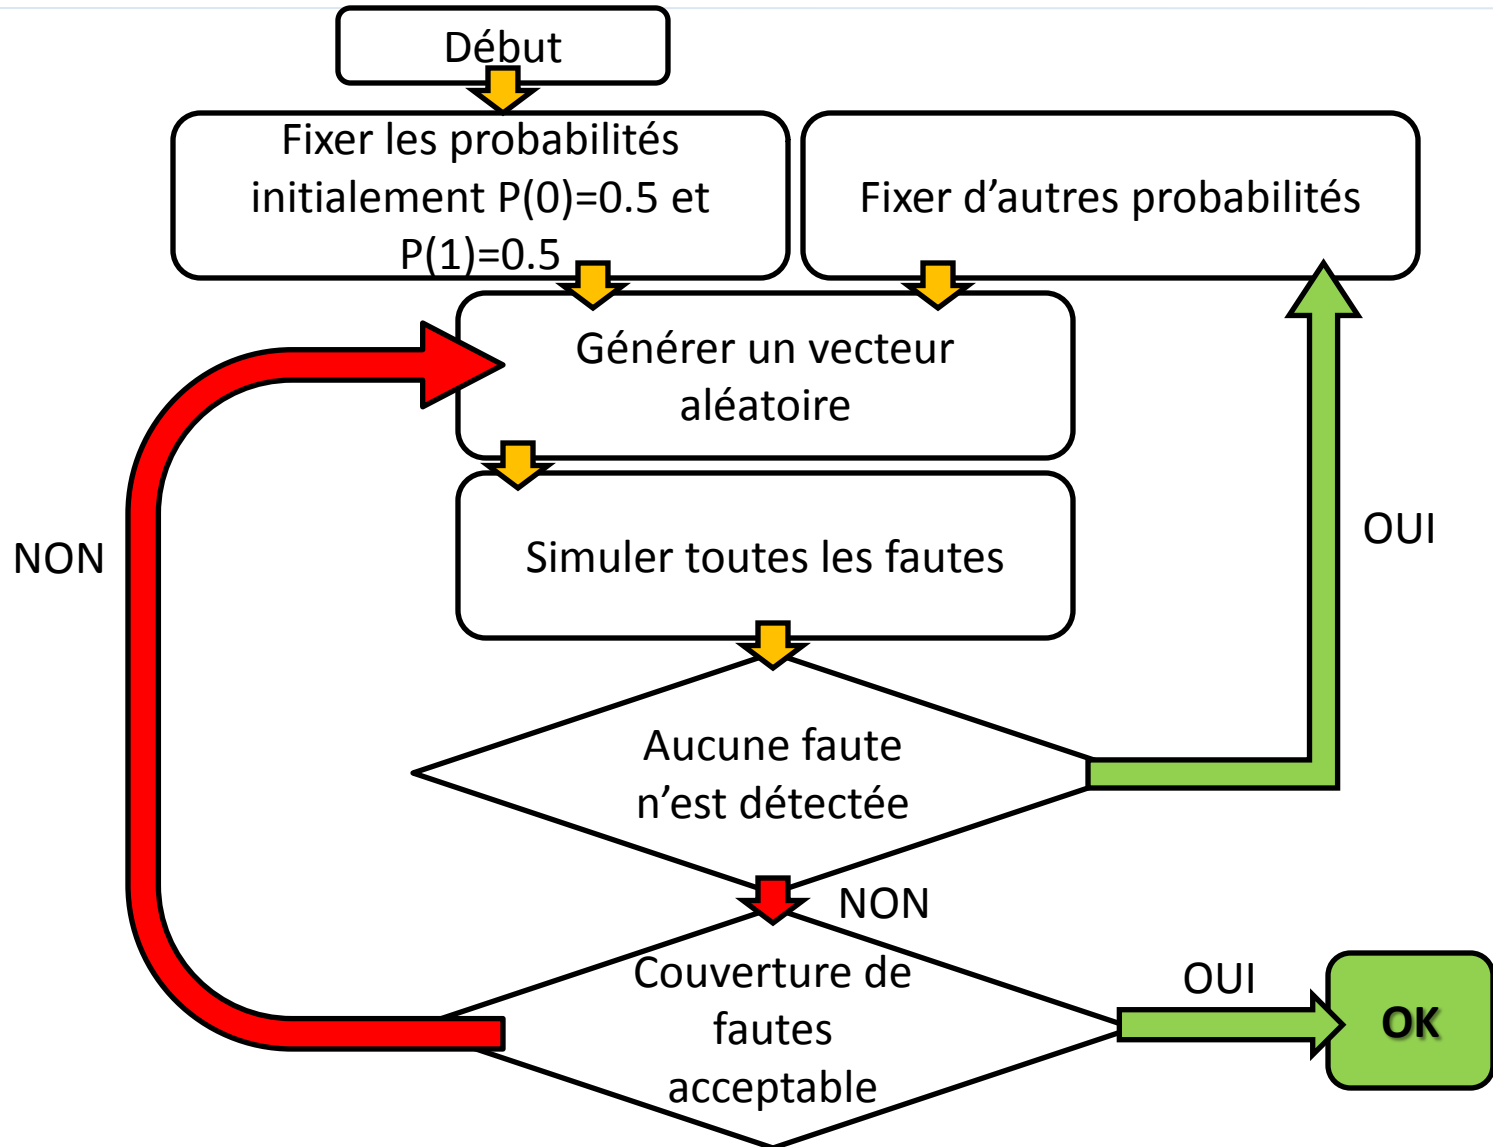 Début
Fixer les probabilités
initialement P(0)=0.5 et
P(1)=0.5
Fixer d’autres probabilités
Générer un vecteur
aléatoire
Simuler toutes les fautes
NON
OUI
Aucune faute
n’est détectée
NON
Couverture de
fautes
acceptable
OUI
OK